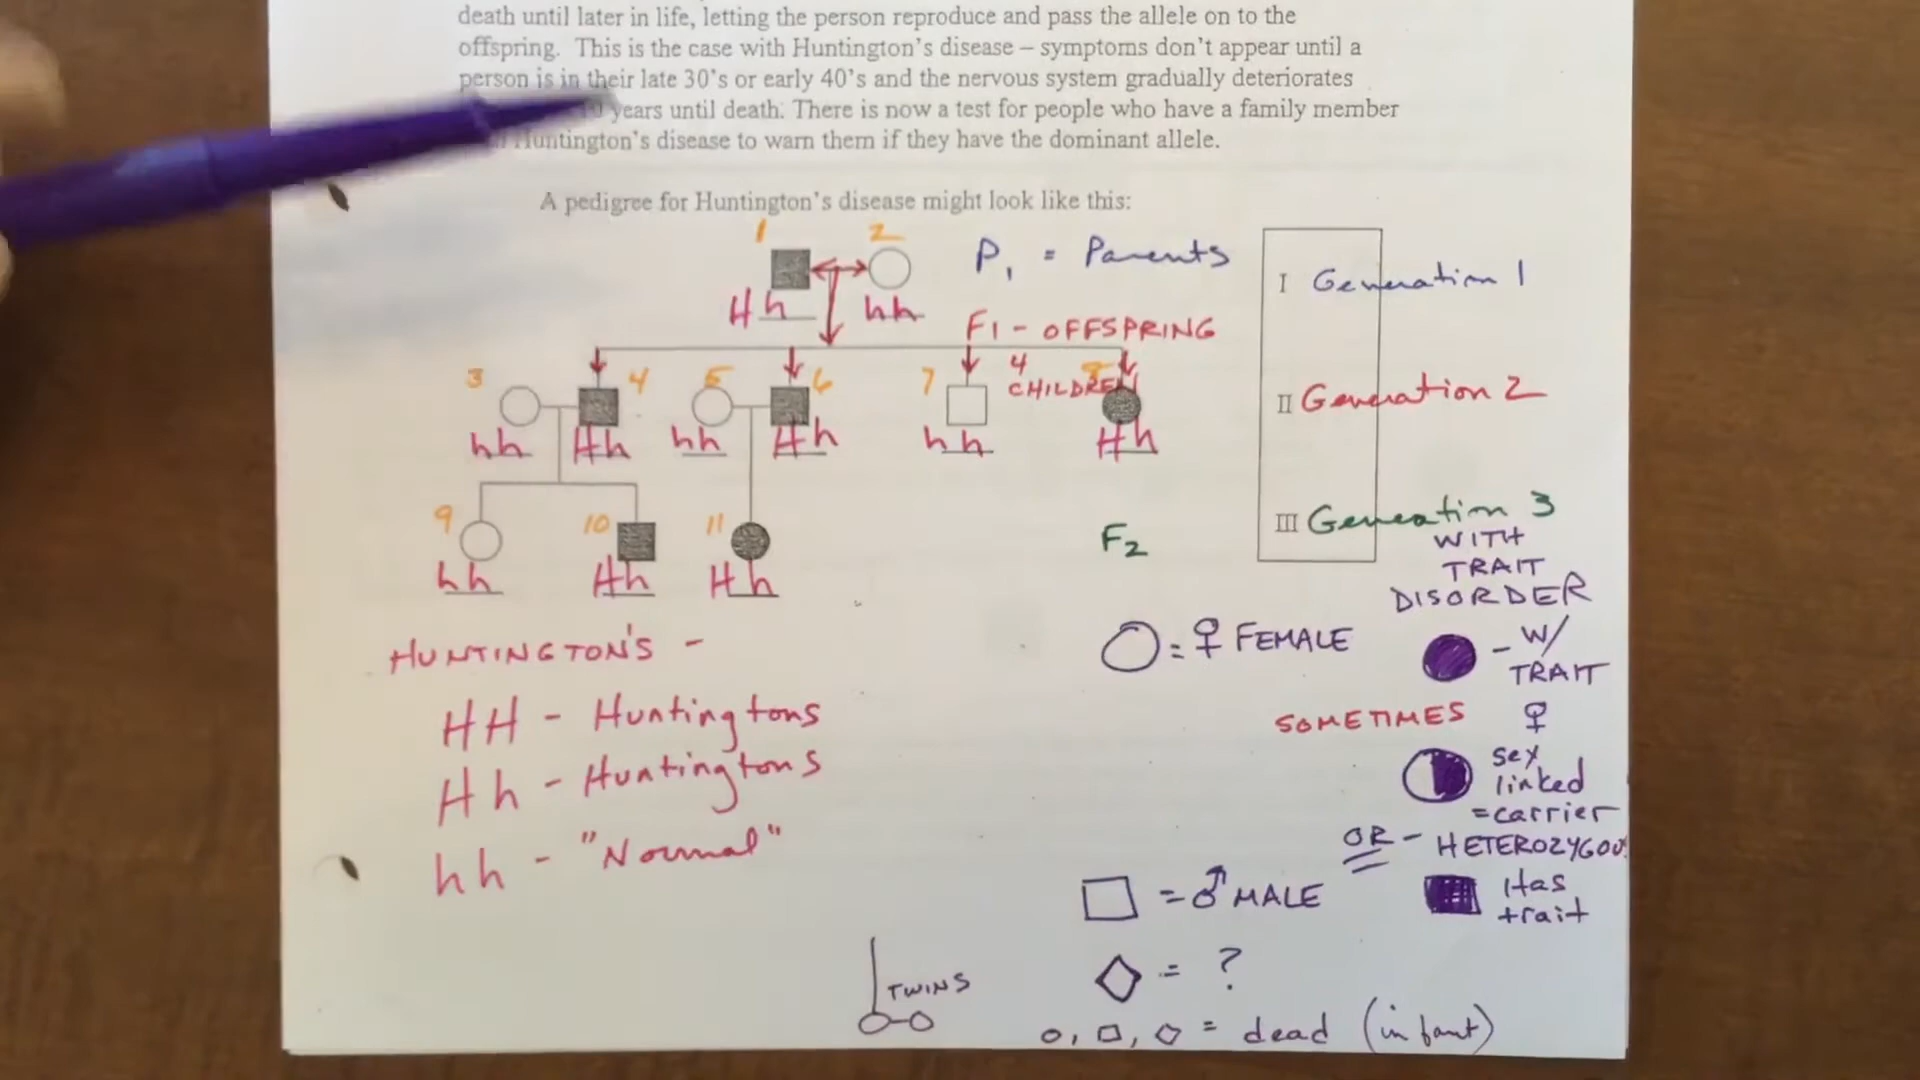 death until later in life, letting the person reproduce and pass the allele on to the
offspring. This is the case with Huntington's disease – symptoms don't appear until a
person is in their late 30's or early 40's and the nervous system gradually deteriorates
years until death. There is now a test for people who have a family member
Huntington's disease to warn them if they have the dominant allele.
A pedigree for Huntington's disease might look like this:
1 2
P1 = Parents
I Generation 1
Hh hh
F1 - OFFSPRING
4 CHILDREN
3 4 5 6 7 8
II Generation 2
hh Hh hh Hh hh Hh
9 10 11
F2
III Generation 3
hh Hh Hh
WITH
TRAIT
DISORDER
HUNTINGTON'S -
HH - Huntingtons
Hh - Huntingtons
hh - "Normal"
= ♀ FEMALE
- W/
TRAIT
SOMETIMES ♀
sex
linked
= carrier
OR - HETEROZYGOU
= ♂ MALE
Has
trait
= ?
TWINS
= dead (infant)